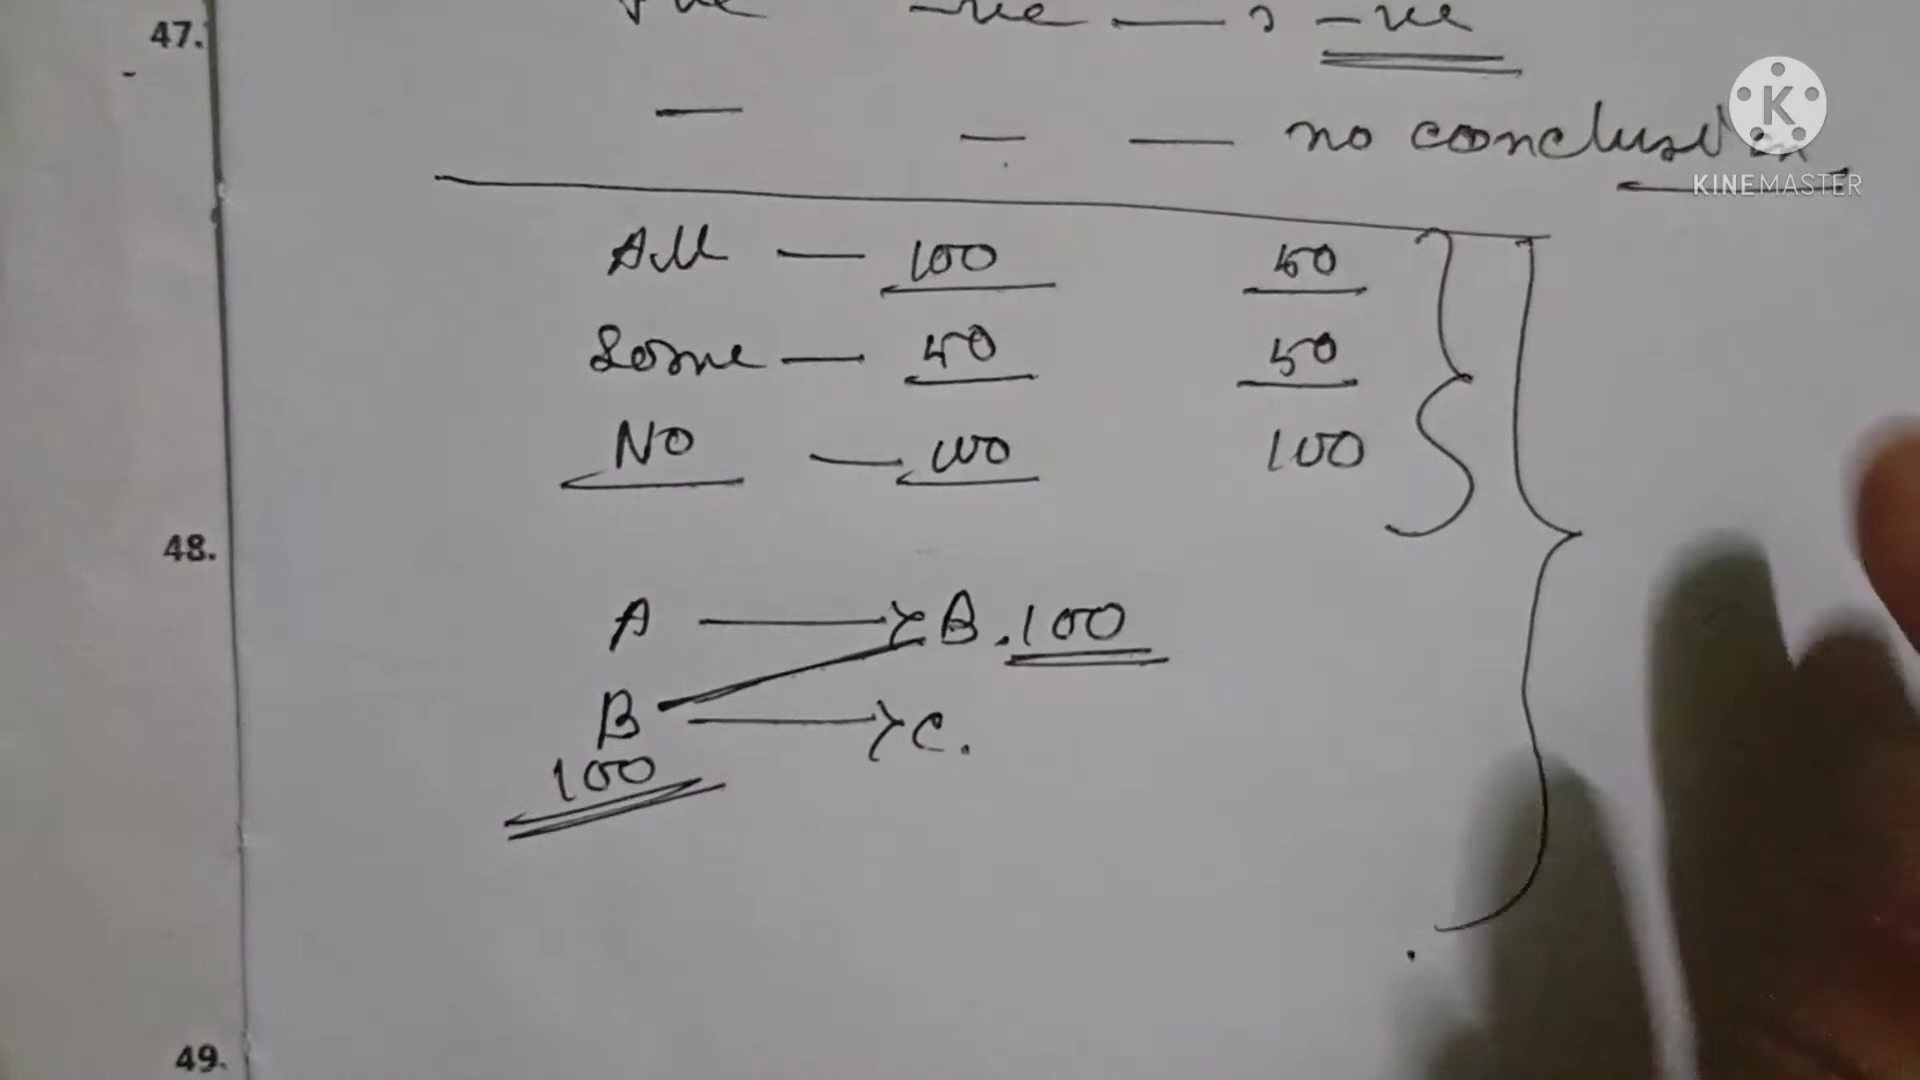 47.
-ve -ve
— — — no conclusion
KINEMASTER
All — 100 50
Some — 50 50
NO — 100 100
48.
A → B. 100
B → C.
100
49.